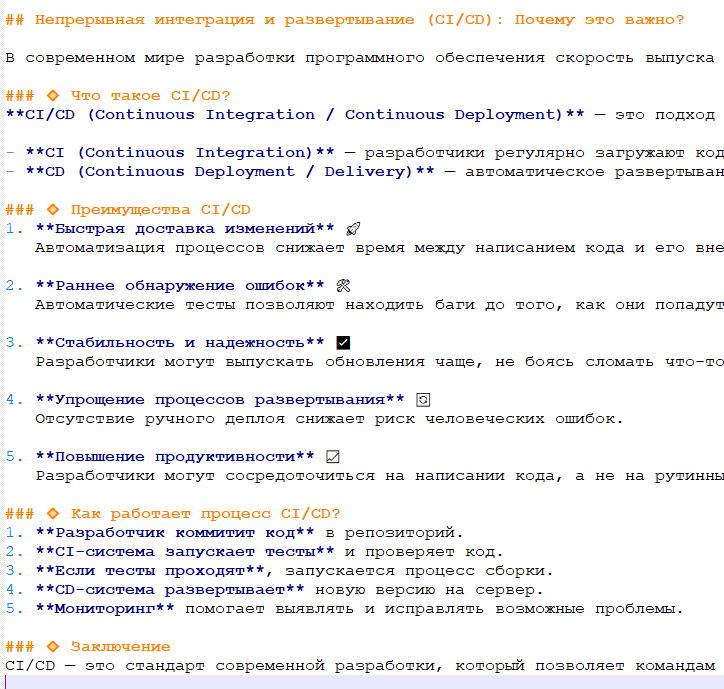 ## Непрерывная интеграция и развертывание (CI/CD): Почему это важно?
В современном мире разработки программного обеспечения скорость выпуска
### 🔸 Что такое CI/CD?
**CI/CD (Continuous Integration / Continuous Deployment)** — это подход
- **CI (Continuous Integration)** — разработчики регулярно загружают код
- **CD (Continuous Deployment / Delivery)** — автоматическое развертыван
### 🔸 Преимущества CI/CD
1. **Быстрая доставка изменений** 🚀
Автоматизация процессов снижает время между написанием кода и его вне
2. **Раннее обнаружение ошибок** 🛠
Автоматические тесты позволяют находить баги до того, как они попадут
3. **Стабильность и надежность** ✅
Разработчики могут выпускать обновления чаще, не боясь сломать что-то
4. **Упрощение процессов развертывания** 🔄
Отсутствие ручного деплоя снижает риск человеческих ошибок.
5. **Повышение продуктивности** 📈
Разработчики могут сосредоточиться на написании кода, а не на рутинны
### 🔸 Как работает процесс CI/CD?
1. **Разработчик коммитит код** в репозиторий.
2. **CI-система запускает тесты** и проверяет код.
3. **Если тесты проходят**, запускается процесс сборки.
4. **CD-система развертывает** новую версию на сервер.
5. **Мониторинг** помогает выявлять и исправлять возможные проблемы.
### 🔸 Заключение
CI/CD — это стандарт современной разработки, который позволяет командам